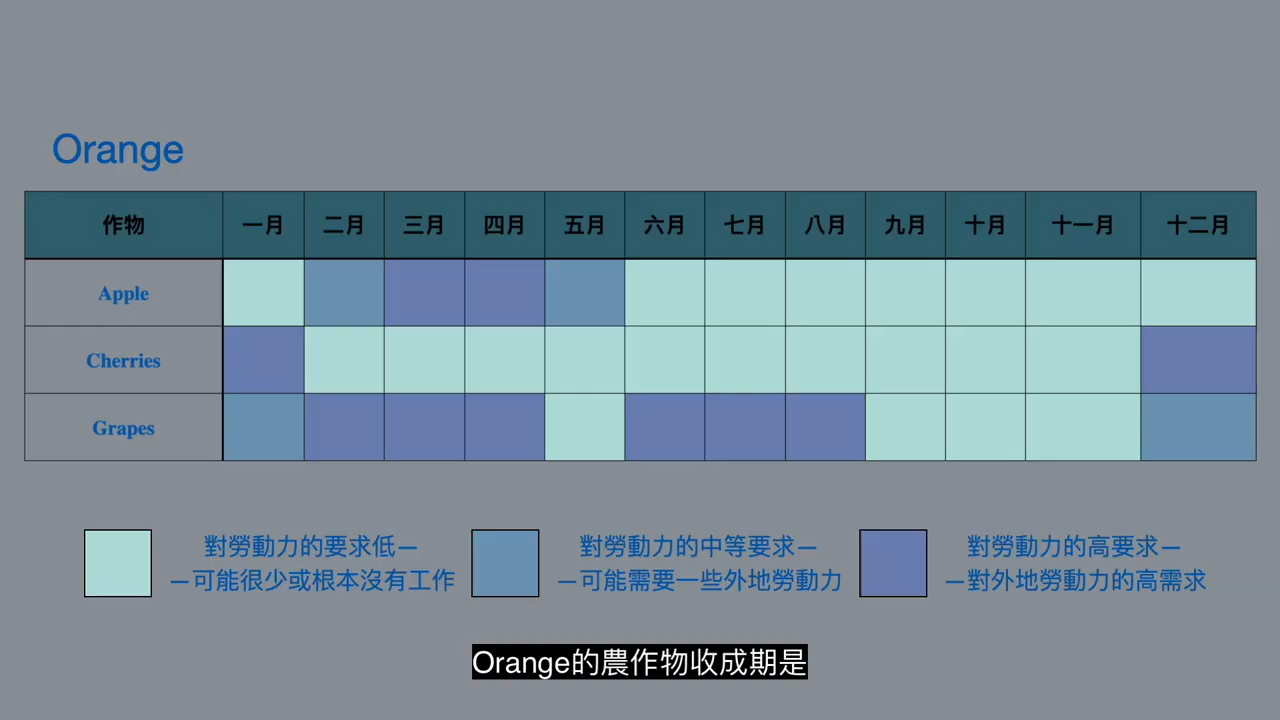 Orange
作物 一月 二月 三月 四月 五月 六月 七月 八月 九月 十月 十一月 十二月
Apple
Cherries
Grapes
對勞動力的要求低—
—可能很少或根本沒有工作
對勞動力的中等要求—
—可能需要一些外地勞動力
對勞動力的高要求—
—對外地勞動力的高需求
Orange的農作物收成期是